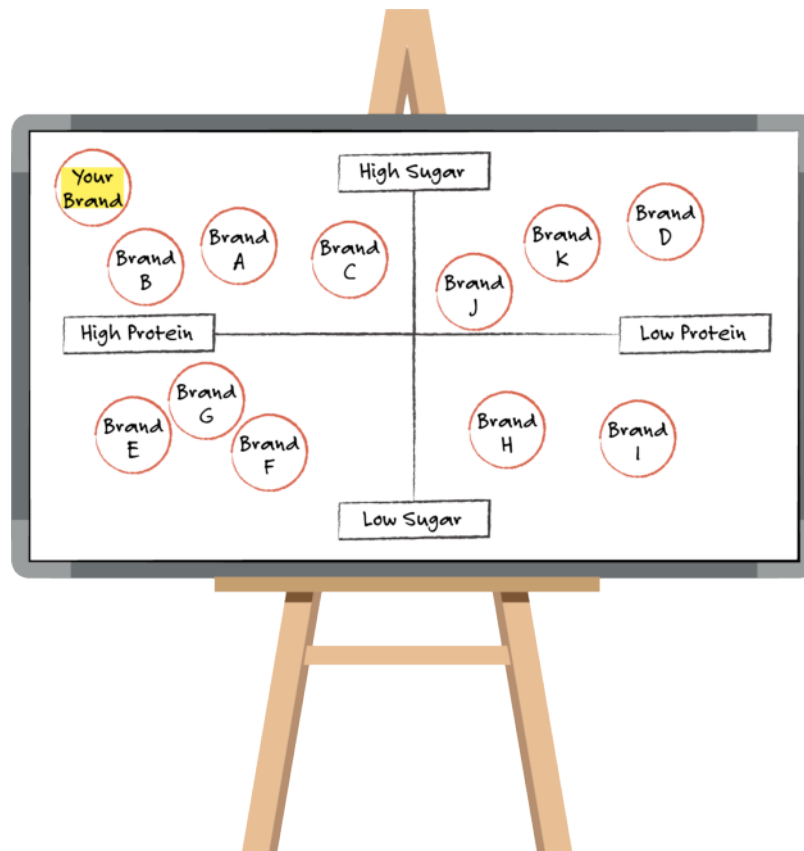 Your
Brand
High Sugar
Brand
B
Brand
A
Brand
C
Brand
J
Brand
K
Brand
D
High Protein
Low Protein
Brand
E
Brand
G
Brand
F
Brand
H
Brand
I
Low Sugar